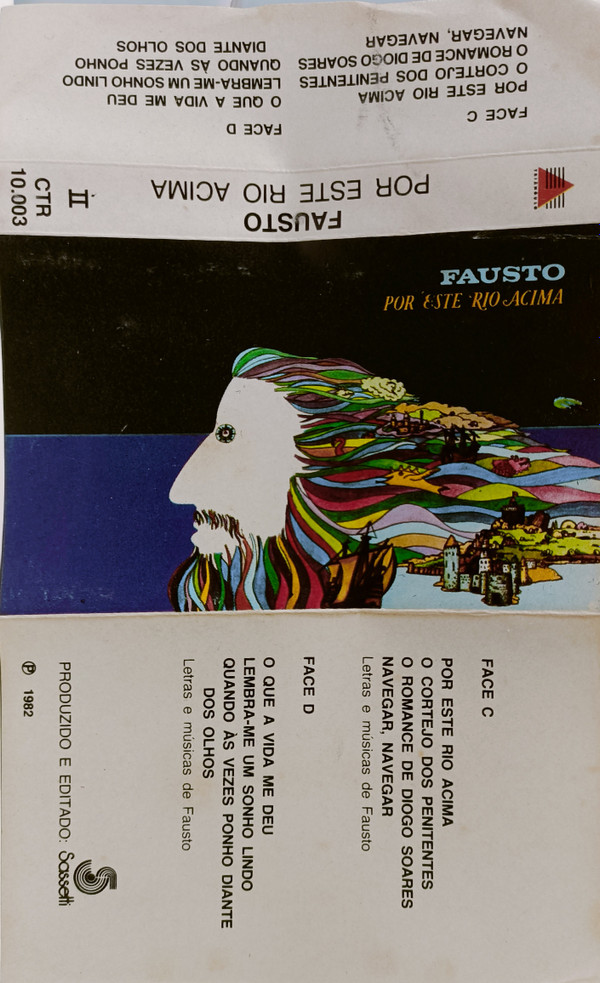 FACE C
POR ESTE RIO ACIMA
O CORTEJO DOS PENITENTES
O ROMANCE DE DIOGO SOARES
NAVEGAR, NAVEGAR
FACE D
O QUE A VIDA ME DEU
LEMBRA-ME UM SONHO LINDO
QUANDO ÀS VEZES PONHO
DIANTE DOS OLHOS
FAUSTO
POR ESTE RIO ACIMA
II
CTR
10.003
FAUSTO
POR ESTE RIO ACIMA
FACE C
POR ESTE RIO ACIMA
O CORTEJO DOS PENITENTES
O ROMANCE DE DIOGO SOARES
NAVEGAR, NAVEGAR
Letras e músicas de Fausto
FACE D
O QUE A VIDA ME DEU
LEMBRA-ME UM SONHO LINDO
QUANDO ÀS VEZES PONHO DIANTE
DOS OLHOS
Letras e músicas de Fausto
PRODUZIDO E EDITADO: Sassetti
℗ 1982